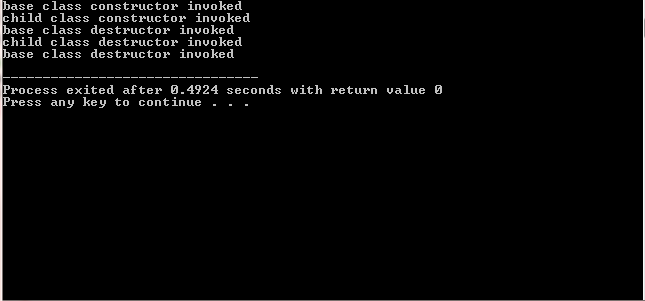 base class constructor invoked
child class constructor invoked
base class destructor invoked
child class destructor invoked
base class destructor invoked
--------------------------------
Process exited after 0.4924 seconds with return value 0
Press any key to continue . . .